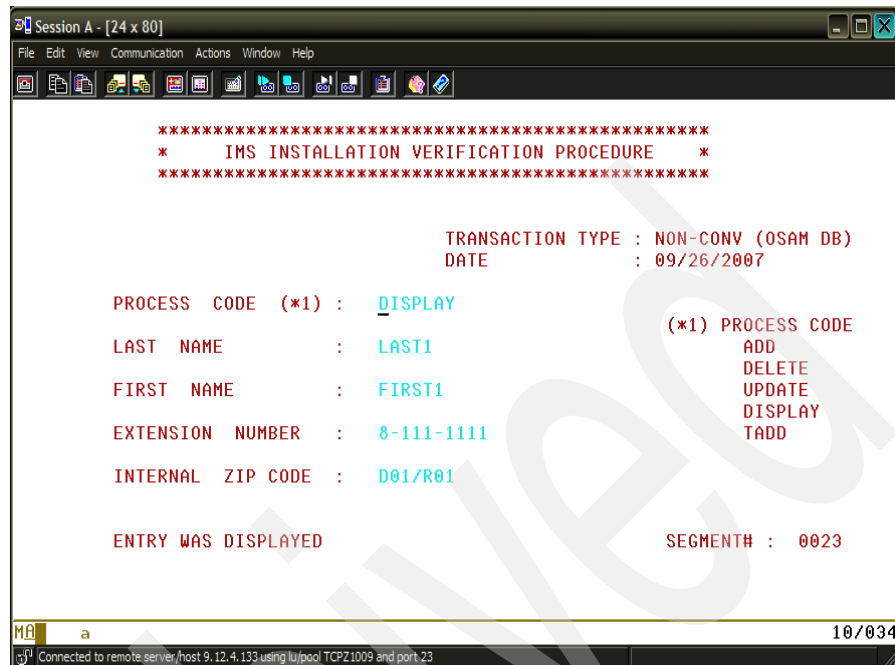 Session A - [24 x 80]
File Edit View Communication Actions Window Help
**************************************************
* IMS INSTALLATION VERIFICATION PROCEDURE *
**************************************************
TRANSACTION TYPE : NON-CONV (OSAM DB)
DATE : 09/26/2007
PROCESS CODE (*1) : DISPLAY
(*1) PROCESS CODE
LAST NAME : LAST1 ADD
DELETE
FIRST NAME : FIRST1 UPDATE
DISPLAY
EXTENSION NUMBER : 8-111-1111 TADD
INTERNAL ZIP CODE : D01/R01
ENTRY WAS DISPLAYED SEGMENT# : 0023
MA a 10/034
Connected to remote server/host 9.12.4.133 using lu/pool TCPZ1009 and port 23